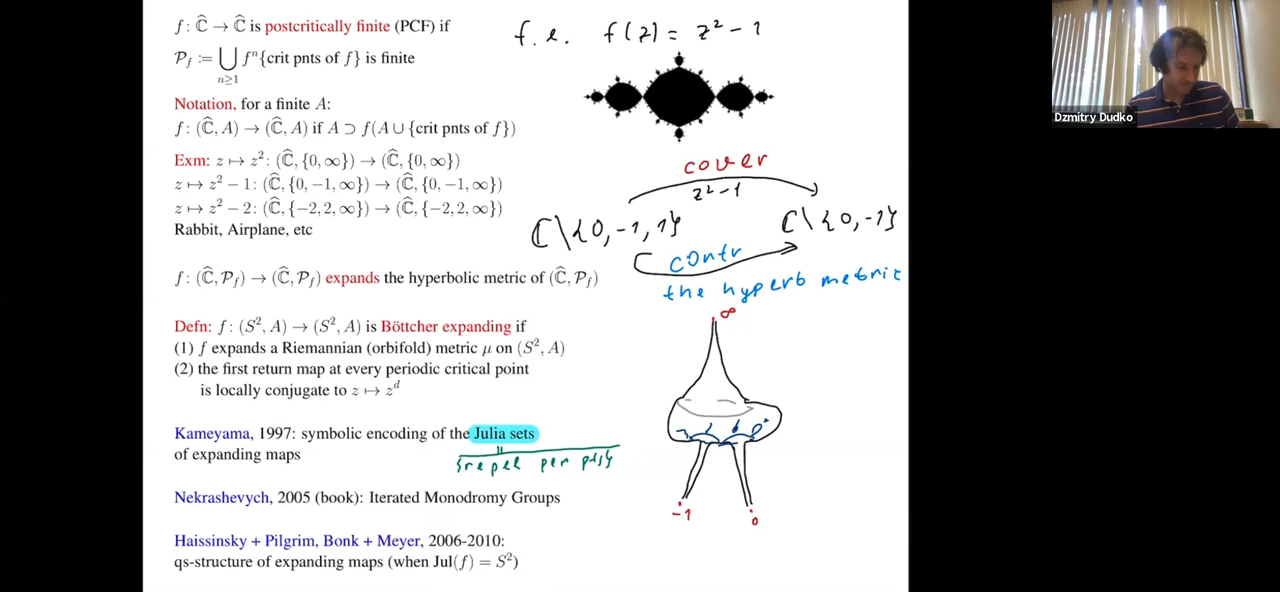 f : Ĉ → Ĉ is postcritically finite (PCF) if
𝒫_f := ⋃_{n≥1} fⁿ{crit pnts of f} is finite
Notation, for a finite A:
f : (Ĉ, A) → (Ĉ, A) if A ⊃ f(A ∪ {crit pnts of f})
Exm: z ↦ z²: (Ĉ, {0, ∞}) → (Ĉ, {0, ∞})
z ↦ z² − 1: (Ĉ, {0, −1, ∞}) → (Ĉ, {0, −1, ∞})
z ↦ z² − 2: (Ĉ, {−2, 2, ∞}) → (Ĉ, {−2, 2, ∞})
Rabbit, Airplane, etc
f : (Ĉ, 𝒫_f) → (Ĉ, 𝒫_f) expands the hyperbolic metric of (Ĉ, 𝒫_f)
Defn: f : (S², A) → (S², A) is Böttcher expanding if
(1) f expands a Riemannian (orbifold) metric μ on (S², A)
(2) the first return map at every periodic critical point
is locally conjugate to z ↦ z^d
Kameyama, 1997: symbolic encoding of the Julia sets
of expanding maps
{repel per pts}
Nekrashevych, 2005 (book): Iterated Monodromy Groups
Haissinsky + Pilgrim, Bonk + Meyer, 2006-2010:
qs-structure of expanding maps (when Jul(f) = S²)
f.e. f(z) = z² − 1
cover
z² − 1
ℂ\{0, −1, 1}
ℂ\{0, −1}
contr
the hyperb metric
∞
−1
0
Dzmitry Dudko